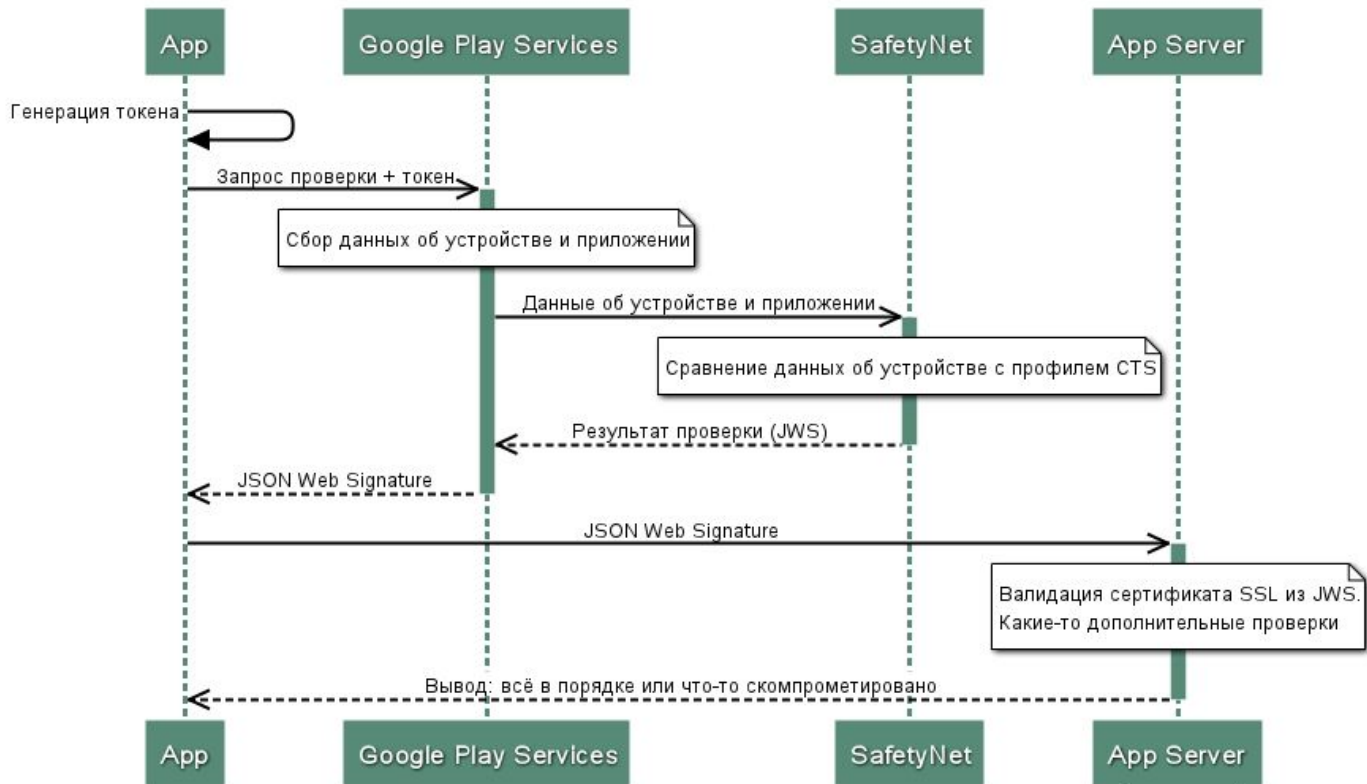 App
Google Play Services
SafetyNet
App Server
Генерация токена
Запрос проверки + токен
Сбор данных об устройстве и приложении
Данные об устройстве и приложении
Сравнение данных об устройстве с профилем CTS
Результат проверки (JWS)
JSON Web Signature
JSON Web Signature
Валидация сертификата SSL из JWS.
Какие-то дополнительные проверки
Вывод: всё в порядке или что-то скомпрометировано
App
Google Play Services
SafetyNet
App Server